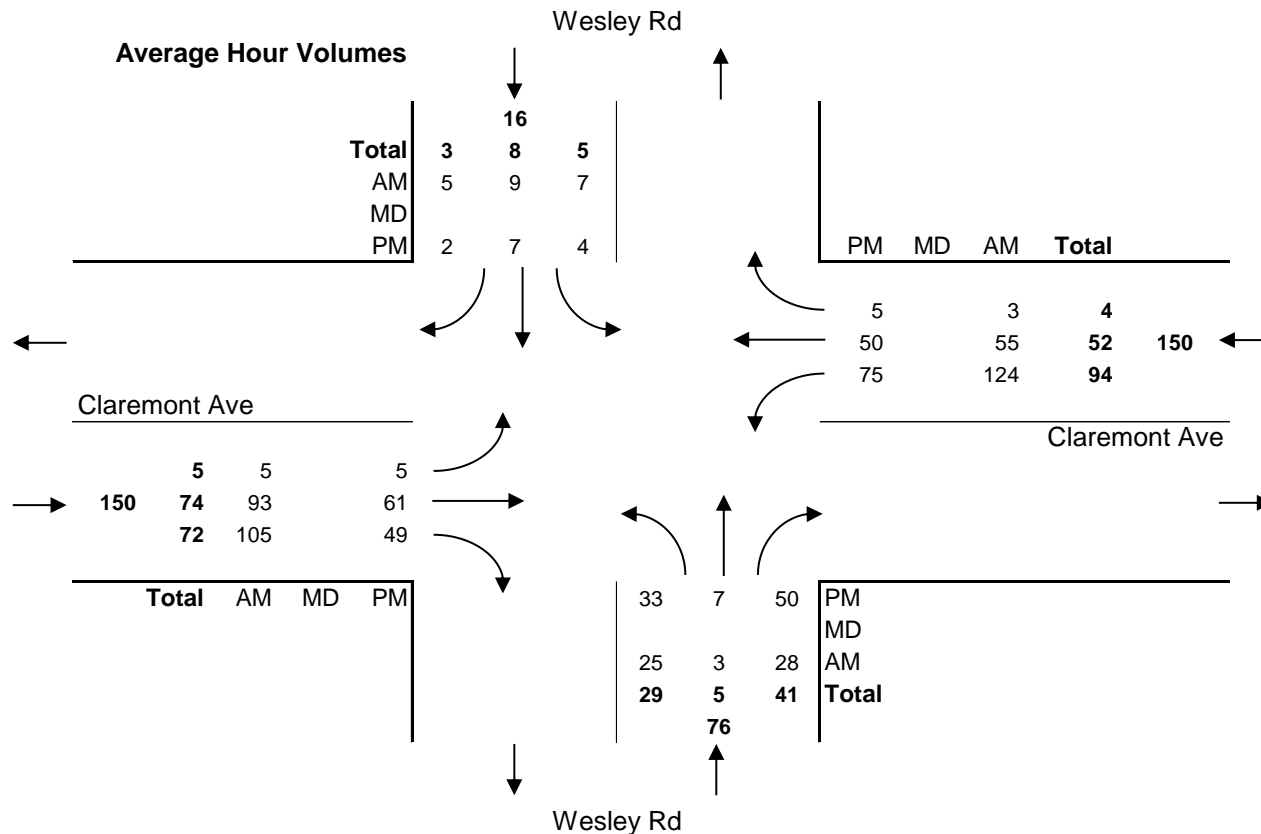 Wesley Rd
Average Hour Volumes
16
Total 3 8 5
AM 5 9 7
MD
PM 2 7 4
PM MD AM Total
5 3 4
50 55 52 150
75 124 94
Claremont Ave
Claremont Ave
5 5 5
150 74 93 61
72 105 49
Total AM MD PM
33 7 50 PM
MD
25 3 28 AM
29 5 41 Total
76
Wesley Rd